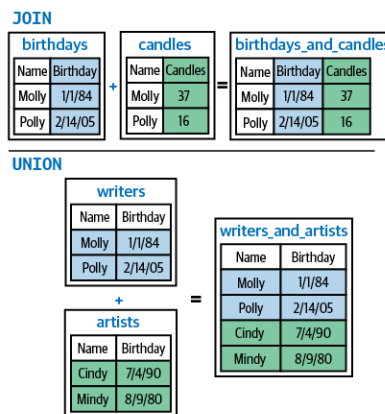 JOIN
birthdays + candles = birthdays_and_candles
Name Birthday
Molly 1/1/84
Polly 2/14/05
Name Candles
Molly 37
Polly 16
Name Birthday Candles
Molly 1/1/84 37
Polly 2/14/05 16
UNION
writers
Name Birthday
Molly 1/1/84
Polly 2/14/05
+
artists
Name Birthday
Cindy 7/4/90
Mindy 8/9/80
=
writers_and_artists
Name Birthday
Molly 1/1/84
Polly 2/14/05
Cindy 7/4/90
Mindy 8/9/80